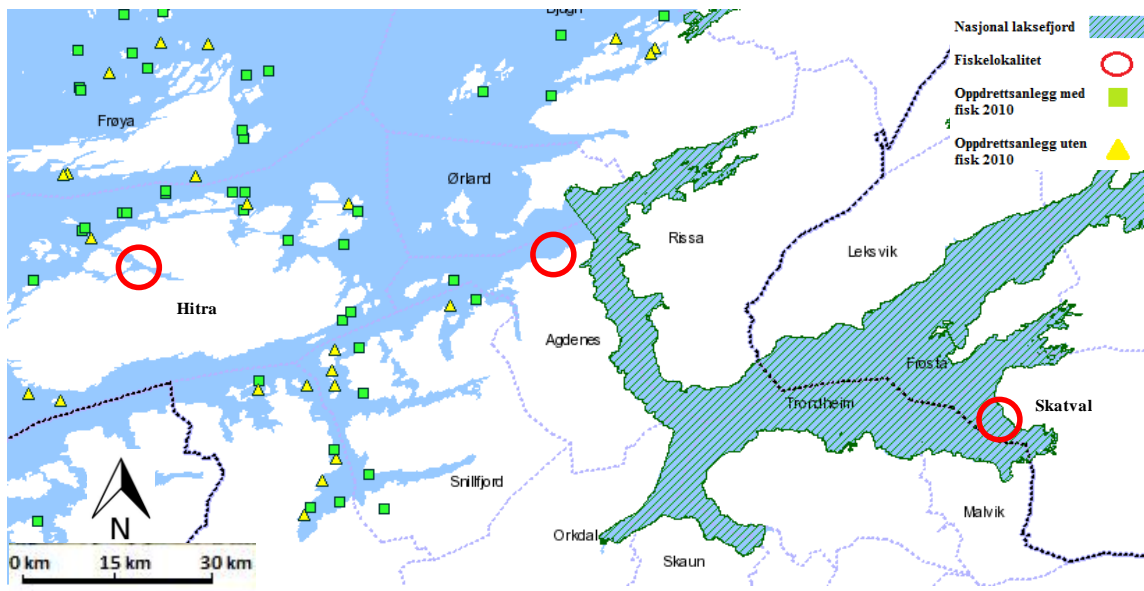 Bjugn
Nasjonal laksefjord
Fiskelokalitet
Oppdrettsanlegg med
fisk 2010
Oppdrettsanlegg uten
fisk 2010
Frøya
Ørland
Rissa
Leksvik
Hitra
Agdenes
Frosta
Trondheim
Skatval
Snillfjord
Malvik
N
Orkdal
Skaun
0 km
15 km
30 km